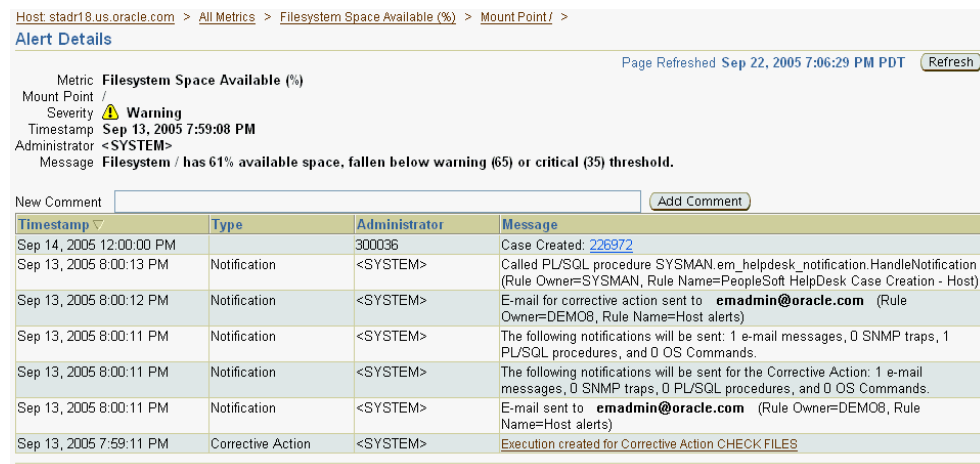 Host: stadr18.us.oracle.com > All Metrics > Filesystem Space Available (%) > Mount Point / >
Alert Details
Page Refreshed Sep 22, 2005 7:06:29 PM PDT Refresh
Metric Filesystem Space Available (%)
Mount Point /
Severity Warning
Timestamp Sep 13, 2005 7:59:08 PM
Administrator <SYSTEM>
Message Filesystem / has 61% available space, fallen below warning (65) or critical (35) threshold.
New Comment Add Comment
Timestamp Type Administrator Message
Sep 14, 2005 12:00:00 PM 300036 Case Created: 226972
Sep 13, 2005 8:00:13 PM Notification <SYSTEM> Called PL/SQL procedure SYSMAN.em_helpdesk_notification.HandleNotification
(Rule Owner=SYSMAN, Rule Name=PeopleSoft HelpDesk Case Creation - Host)
Sep 13, 2005 8:00:12 PM Notification <SYSTEM> E-mail for corrective action sent to emadmin@oracle.com (Rule
Owner=DEMO8, Rule Name=Host alerts)
Sep 13, 2005 8:00:11 PM Notification <SYSTEM> The following notifications will be sent: 1 e-mail messages, 0 SNMP traps, 1
PL/SQL procedures, and 0 OS Commands.
Sep 13, 2005 8:00:11 PM Notification <SYSTEM> The following notifications will be sent for the Corrective Action: 1 e-mail
messages, 0 SNMP traps, 0 PL/SQL procedures, and 0 OS Commands.
Sep 13, 2005 8:00:11 PM Notification <SYSTEM> E-mail sent to emadmin@oracle.com (Rule Owner=DEMO8, Rule
Name=Host alerts)
Sep 13, 2005 7:59:11 PM Corrective Action <SYSTEM> Execution created for Corrective Action CHECK FILES